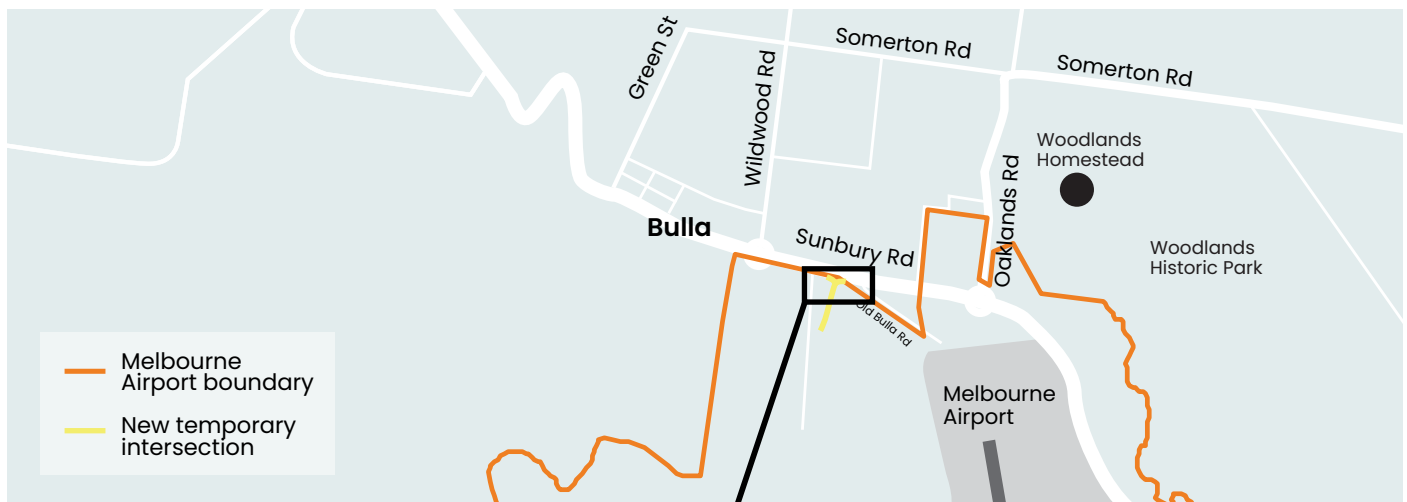 Green St
Somerton Rd
Somerton Rd
Wildwood Rd
Woodlands
Homestead
Oaklands Rd
Bulla
Sunbury Rd
Woodlands
Historic Park
Old Bulla Rd
Melbourne
Airport boundary
New temporary
intersection
Melbourne
Airport